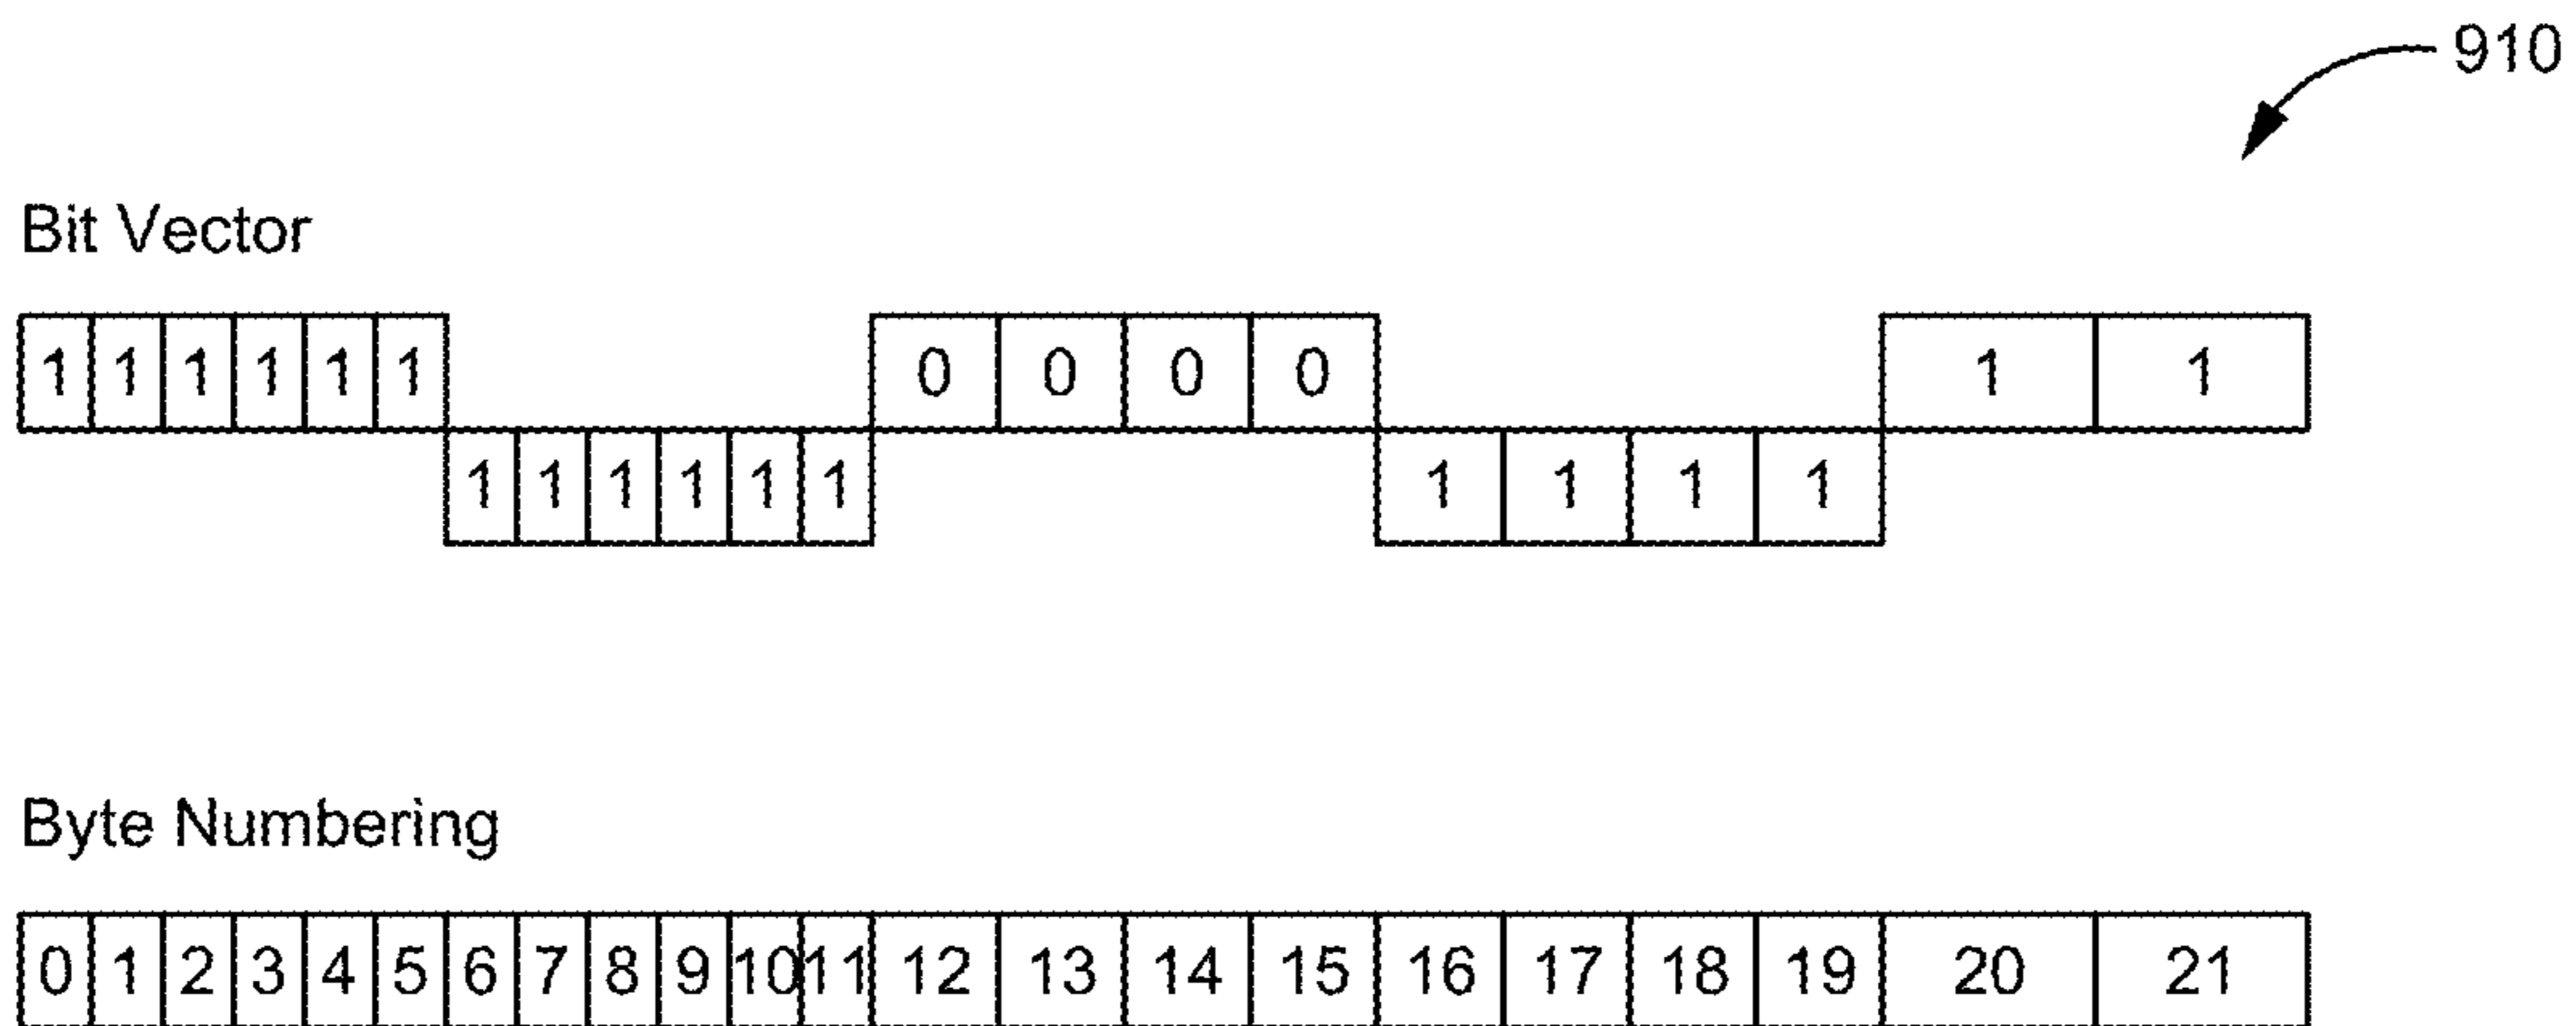 910
Bit Vector
1 1 1 1 1 1 0 0 0 0 1 1
1 1 1 1 1 1 1 1 1 1
Byte Numbering
0 1 2 3 4 5 6 7 8 9 10 11 12 13 14 15 16 17 18 19 20 21